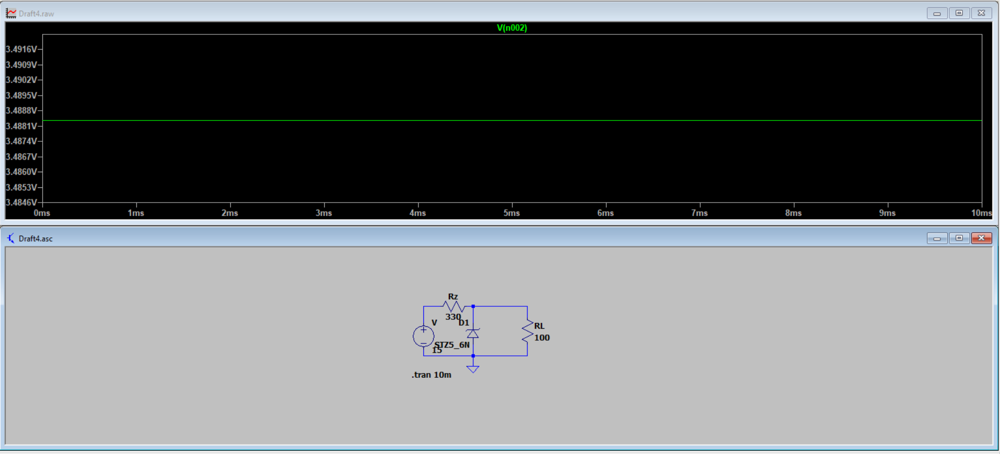 Draft4.raw
V(n002)
3.4916V
3.4909V
3.4902V
3.4895V
3.4888V
3.4881V
3.4874V
3.4867V
3.4860V
3.4853V
3.4846V
0ms 1ms 2ms 3ms 4ms 5ms 6ms 7ms 8ms 9ms 10ms
Draft4.asc
Rz
330
V
D1
RL
100
STZ5_6N
15
.tran 10m